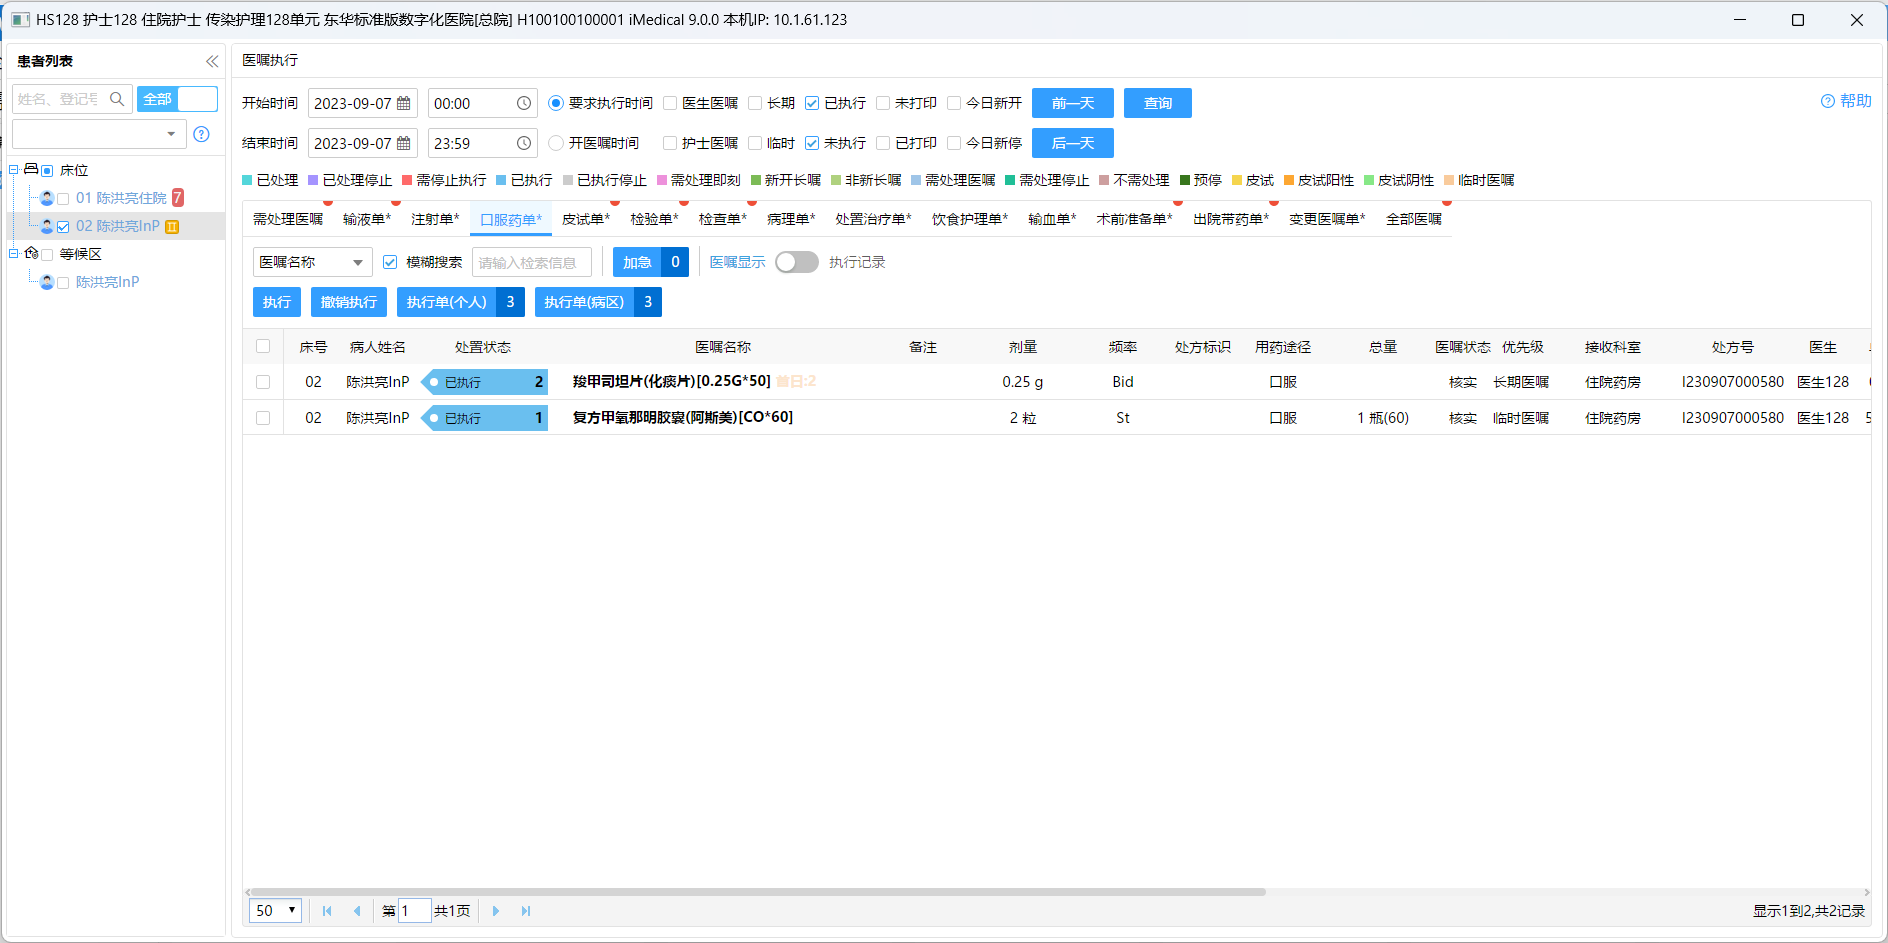 HS128 护士128 住院护士 传染护理128单元 东华标准版数字化医院[总院] H100100100001 iMedical 9.0.0 本机IP: 10.1.61.123
患者列表
姓名、登记号 全部
床位
01 陈洪亮住院 7
02 陈洪亮InP
等候区
陈洪亮InP
医嘱执行
开始时间 2023-09-07 00:00 要求执行时间 医生医嘱 长期 已执行 未打印 今日新开 前一天 查询 帮助
结束时间 2023-09-07 23:59 开医嘱时间 护士医嘱 临时 未执行 已打印 今日新停 后一天
已处理 已处理停止 需停止执行 已执行 已执行停止 需处理即刻 新开长嘱 非新长嘱 需处理医嘱 需处理停止 不需处理 预停 皮试 皮试阳性 皮试阴性 临时医嘱
需处理医嘱 输液单* 注射单* 口服药单* 皮试单* 检验单* 检查单* 病理单* 处置治疗单* 饮食护理单* 输血单* 术前准备单* 出院带药单* 变更医嘱单* 全部医嘱
医嘱名称 模糊搜索 请输入检索信息 加急 0 医嘱显示 执行记录
执行 撤销执行 执行单(个人) 3 执行单(病区) 3
床号 病人姓名 处置状态 医嘱名称 备注 剂量 频率 处方标识 用药途径 总量 医嘱状态 优先级 接收科室 处方号 医生
02 陈洪亮InP 已执行 2 羧甲司坦片(化痰片)[0.25G*50] 首日:2 0.25 g Bid 口服 核实 长期医嘱 住院药房 I230907000580 医生128
02 陈洪亮InP 已执行 1 复方甲氧那明胶囊(阿斯美)[CO*60] 2 粒 St 口服 1 瓶(60) 核实 临时医嘱 住院药房 I230907000580 医生128 5
50 第 1 共1页 显示1到2,共2记录